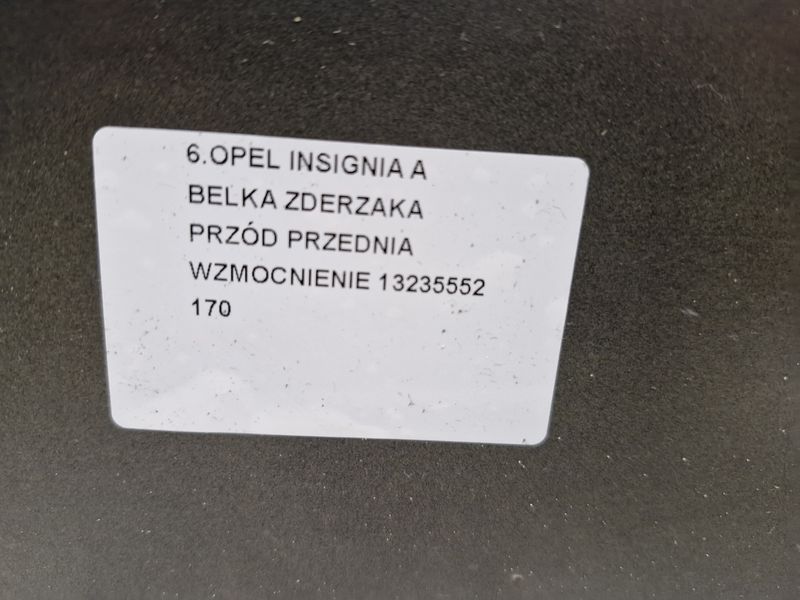 6.OPEL INSIGNIA A
BELKA ZDERZAKA
PRZÓD PRZEDNIA
WZMOCNIENIE 13235552
170